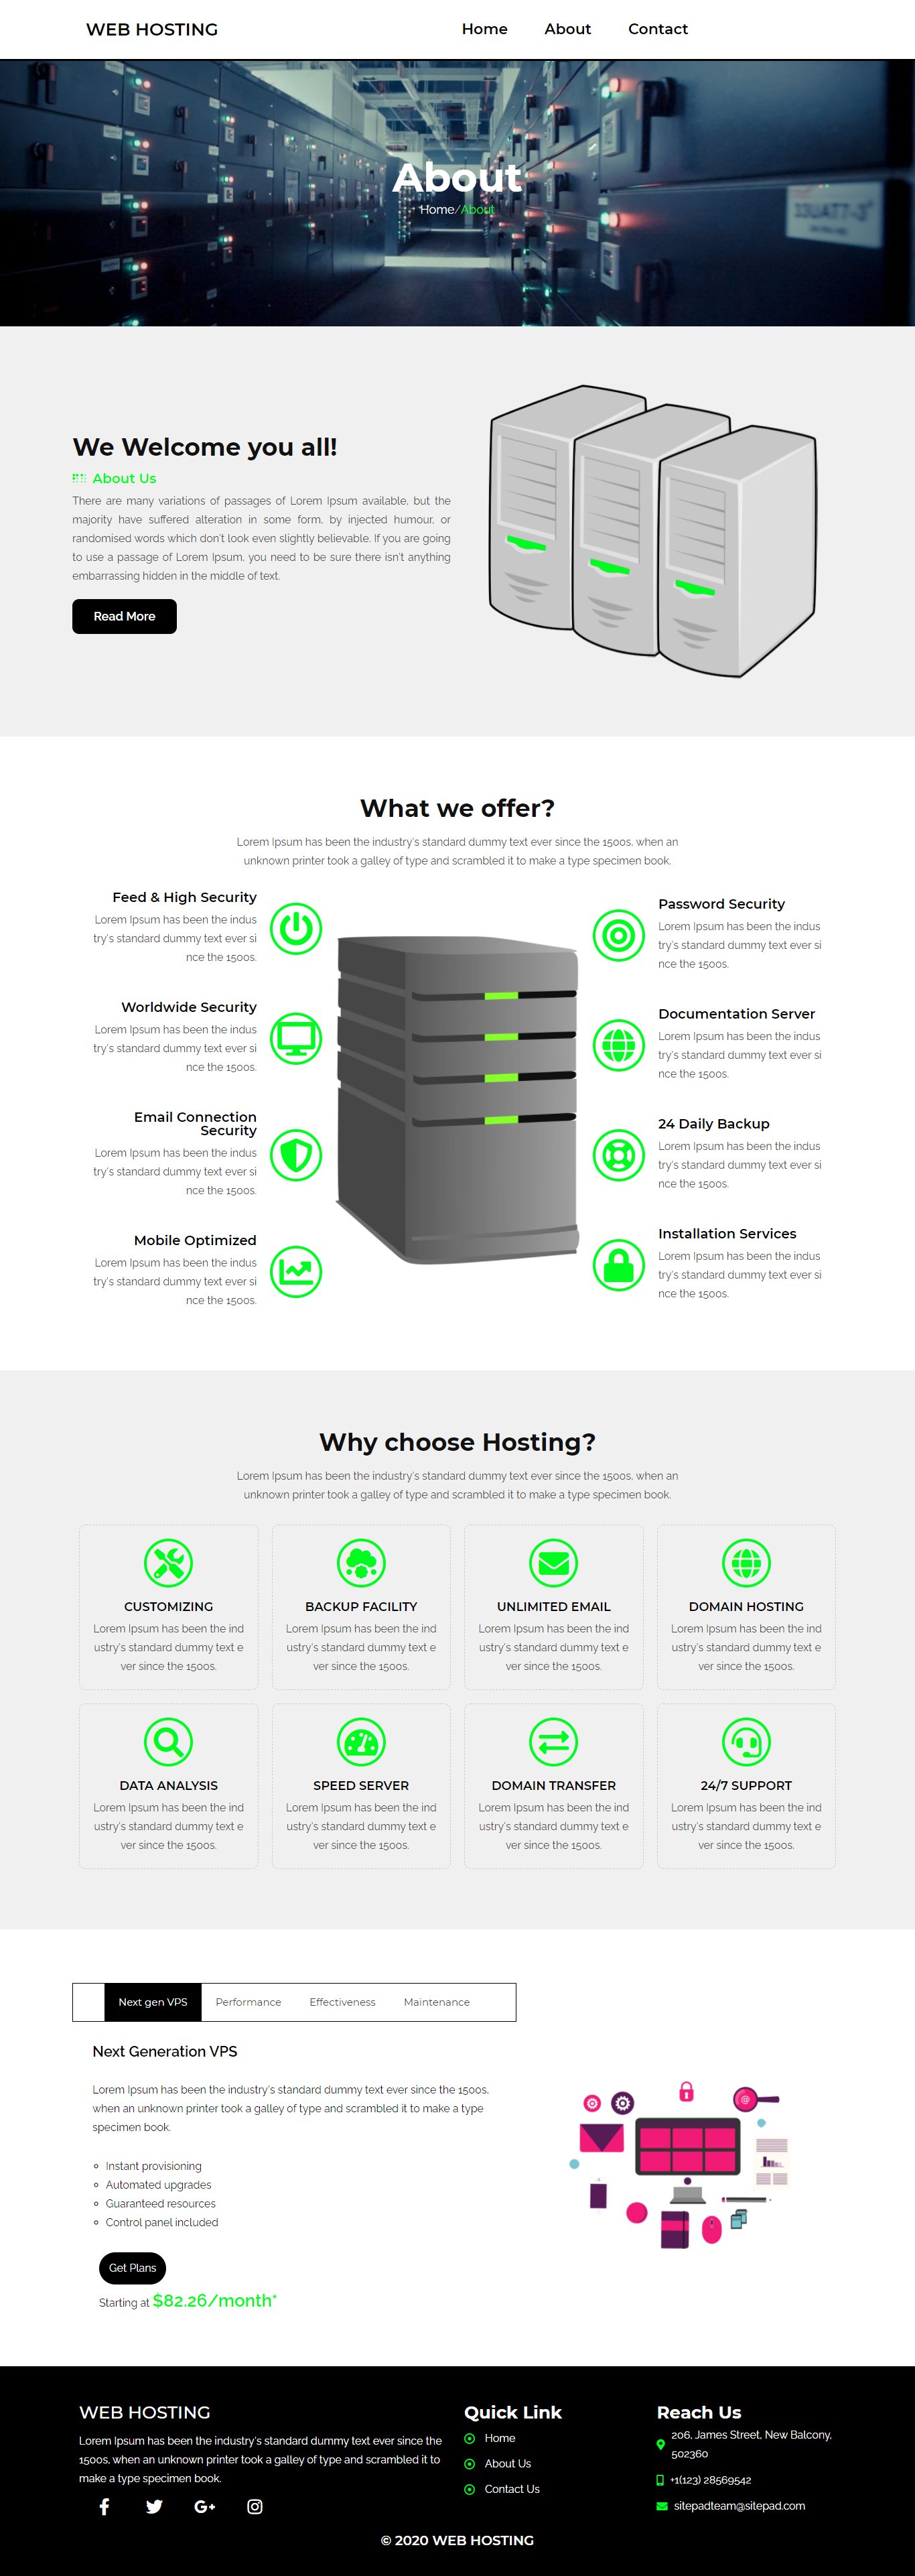 WEB HOSTING
Home About Contact
About
Home/About
We Welcome you all!
About Us
There are many variations of passages of Lorem Ipsum available, but the
majority have suffered alteration in some form, by injected humour, or
randomised words which don't look even slightly believable. If you are going
to use a passage of Lorem Ipsum, you need to be sure there isn't anything
embarrassing hidden in the middle of text.
Read More
What we offer?
Lorem Ipsum has been the industry's standard dummy text ever since the 1500s, when an
unknown printer took a galley of type and scrambled it to make a type specimen book.
Feed & High Security
Lorem Ipsum has been the indus
try's standard dummy text ever si
nce the 1500s.
Worldwide Security
Lorem Ipsum has been the indus
try's standard dummy text ever si
nce the 1500s.
Email Connection
Security
Lorem Ipsum has been the indus
try's standard dummy text ever si
nce the 1500s.
Mobile Optimized
Lorem Ipsum has been the indus
try's standard dummy text ever si
nce the 1500s.
Password Security
Lorem Ipsum has been the indus
try's standard dummy text ever si
nce the 1500s.
Documentation Server
Lorem Ipsum has been the indus
try's standard dummy text ever si
nce the 1500s.
24 Daily Backup
Lorem Ipsum has been the indus
try's standard dummy text ever si
nce the 1500s.
Installation Services
Lorem Ipsum has been the indus
try's standard dummy text ever si
nce the 1500s.
Why choose Hosting?
Lorem Ipsum has been the industry's standard dummy text ever since the 1500s, when an
unknown printer took a galley of type and scrambled it to make a type specimen book.
CUSTOMIZING
Lorem Ipsum has been the ind
ustry's standard dummy text e
ver since the 1500s.
BACKUP FACILITY
Lorem Ipsum has been the ind
ustry's standard dummy text e
ver since the 1500s.
UNLIMITED EMAIL
Lorem Ipsum has been the ind
ustry's standard dummy text e
ver since the 1500s.
DOMAIN HOSTING
Lorem Ipsum has been the ind
ustry's standard dummy text e
ver since the 1500s.
DATA ANALYSIS
Lorem Ipsum has been the ind
ustry's standard dummy text e
ver since the 1500s.
SPEED SERVER
Lorem Ipsum has been the ind
ustry's standard dummy text e
ver since the 1500s.
DOMAIN TRANSFER
Lorem Ipsum has been the ind
ustry's standard dummy text e
ver since the 1500s.
24/7 SUPPORT
Lorem Ipsum has been the ind
ustry's standard dummy text e
ver since the 1500s.
Next gen VPS Performance Effectiveness Maintenance
Next Generation VPS
Lorem Ipsum has been the industry's standard dummy text ever since the 1500s,
when an unknown printer took a galley of type and scrambled it to make a type
specimen book.
Instant provisioning
Automated upgrades
Guaranteed resources
Control panel included
Get Plans
Starting at $82.26/month*
WEB HOSTING
Lorem Ipsum has been the industry's standard dummy text ever since the
1500s, when an unknown printer took a galley of type and scrambled it to
make a type specimen book.
Quick Link
Home
About Us
Contact Us
Reach Us
206, James Street, New Balcony,
502360
+1(123) 28569542
sitepadteam@sitepad.com
© 2020 WEB HOSTING